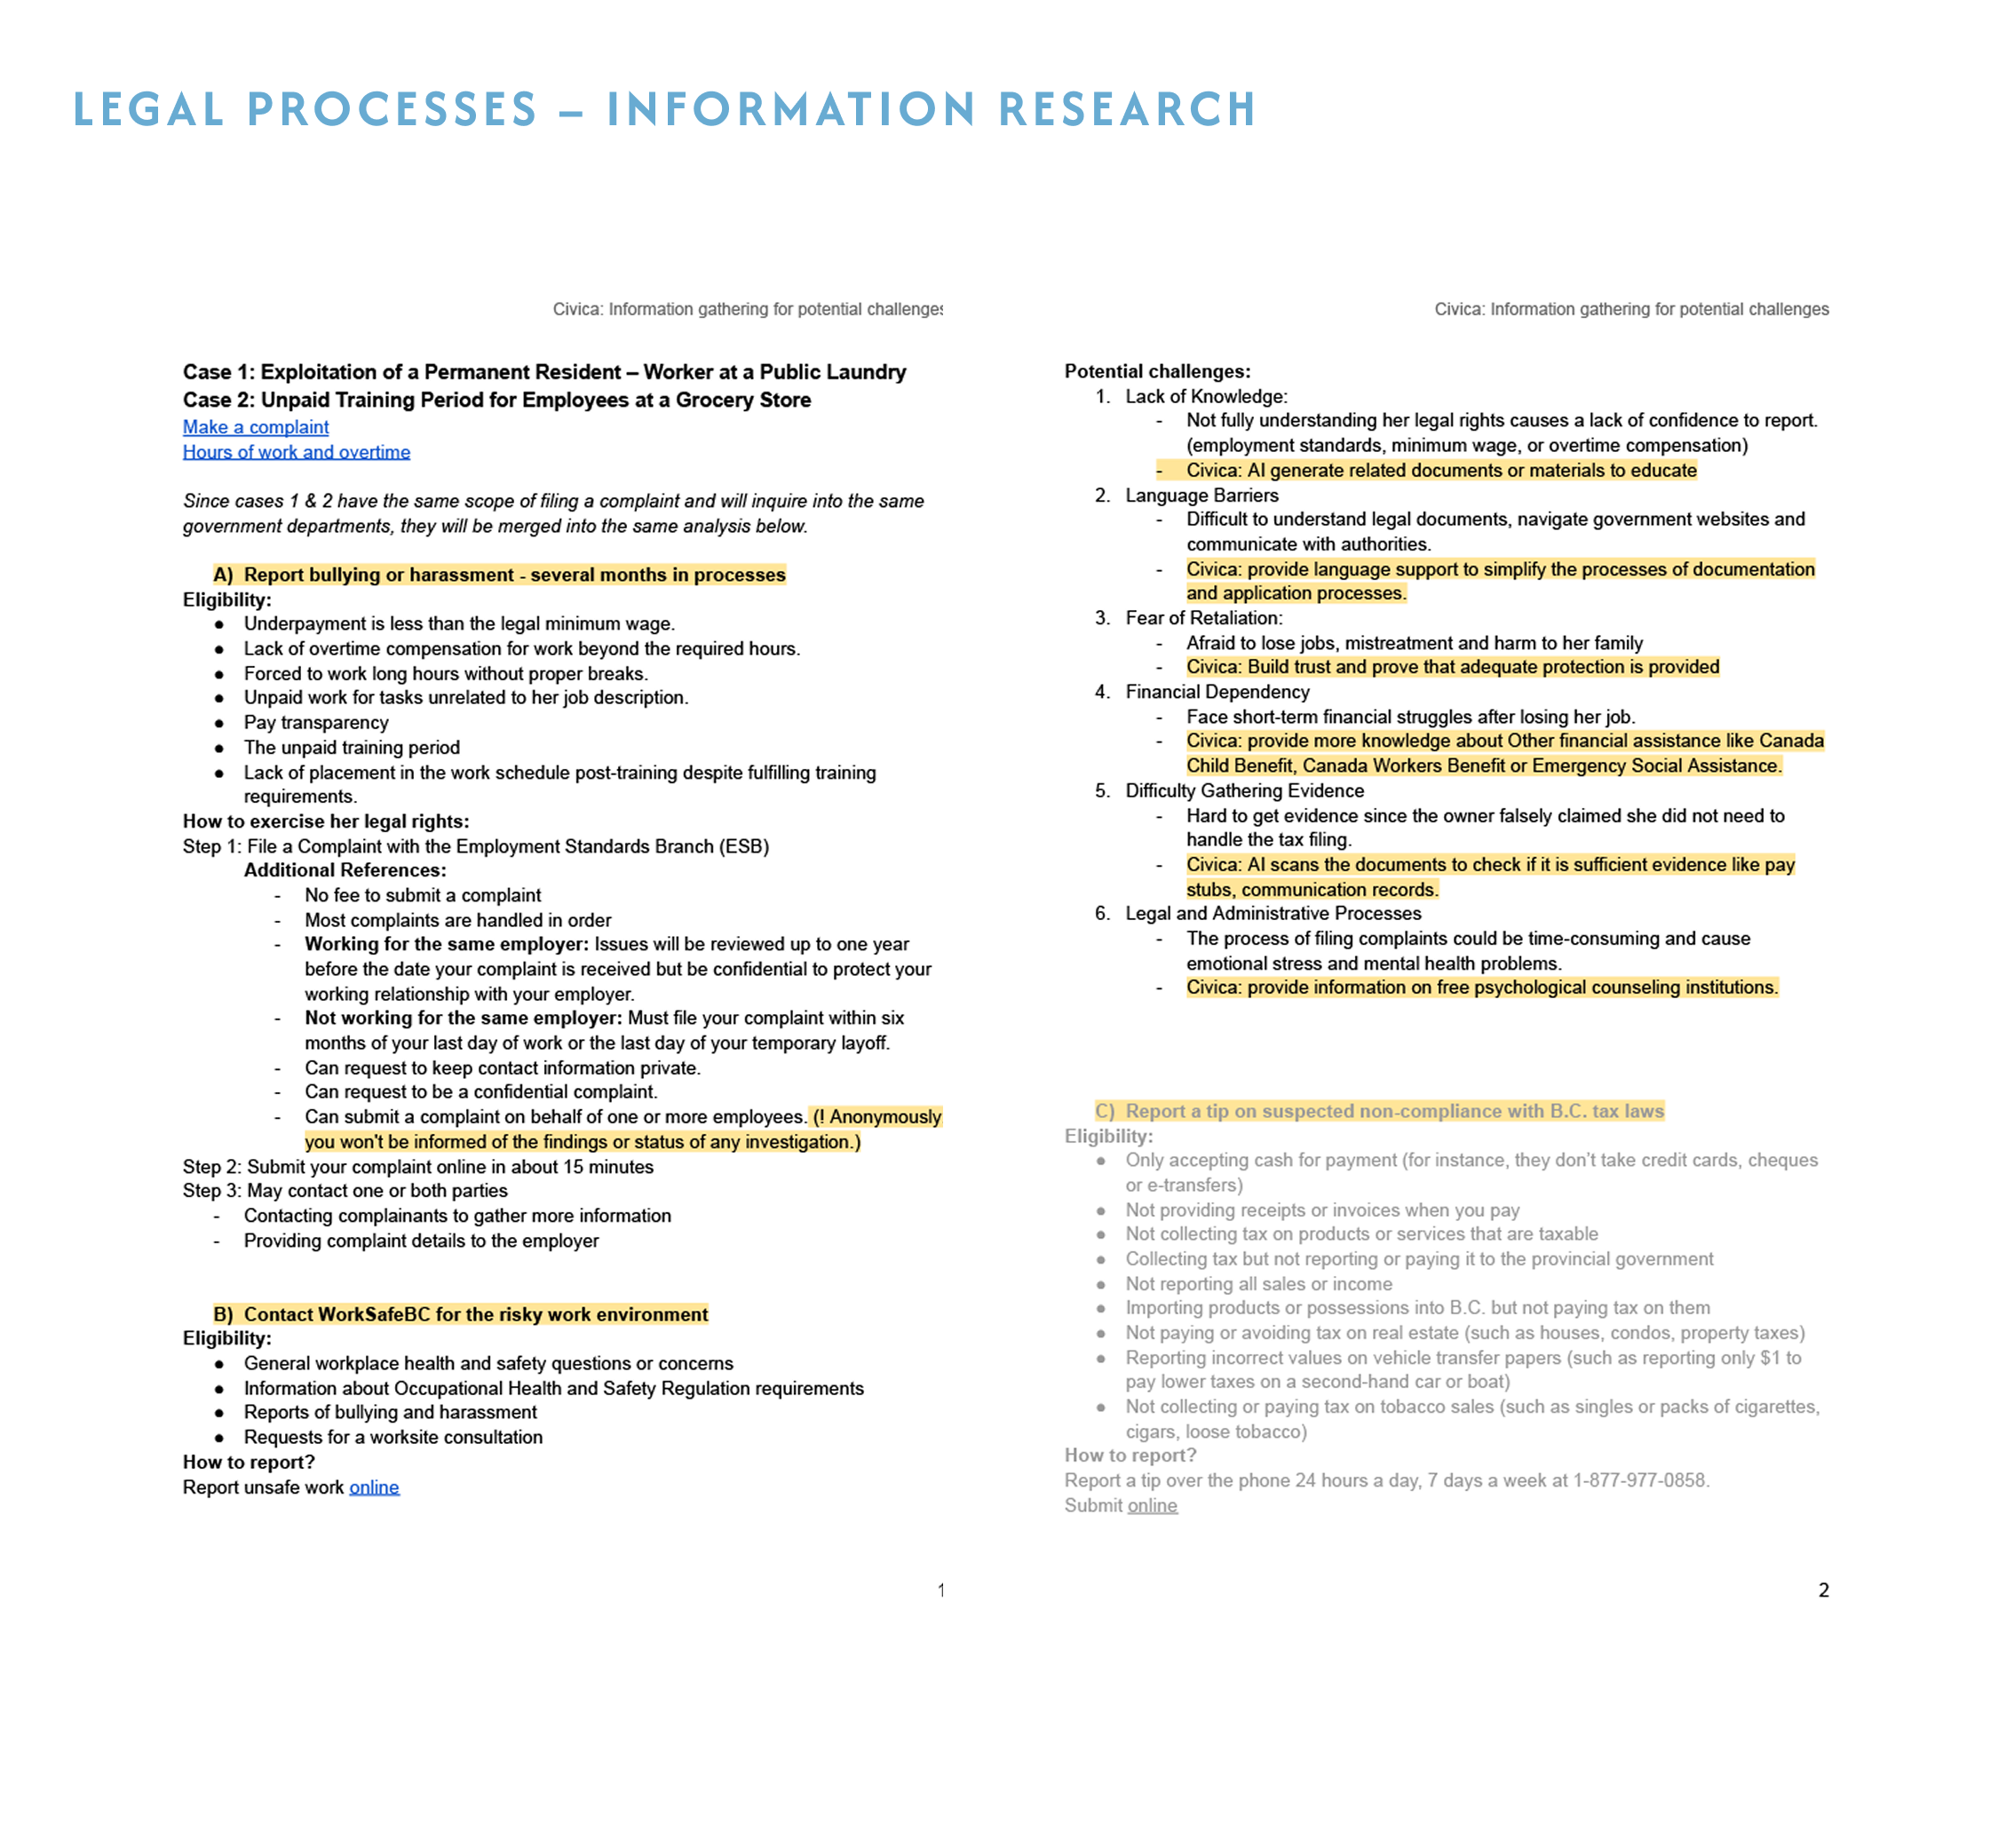 LEGAL PROCESSES – INFORMATION RESEARCH
Civica: Information gathering for potential challenges
Case 1: Exploitation of a Permanent Resident – Worker at a Public Laundry
Case 2: Unpaid Training Period for Employees at a Grocery Store
Make a complaint
Hours of work and overtime
Since cases 1 & 2 have the same scope of filing a complaint and will inquire into the same
government departments, they will be merged into the same analysis below.
A) Report bullying or harassment - several months in processes
Eligibility:
● Underpayment is less than the legal minimum wage.
● Lack of overtime compensation for work beyond the required hours.
● Forced to work long hours without proper breaks.
● Unpaid work for tasks unrelated to her job description.
● Pay transparency
● The unpaid training period
● Lack of placement in the work schedule post-training despite fulfilling training
requirements.
How to exercise her legal rights:
Step 1: File a Complaint with the Employment Standards Branch (ESB)
Additional References:
- No fee to submit a complaint
- Most complaints are handled in order
- Working for the same employer: Issues will be reviewed up to one year
before the date your complaint is received but be confidential to protect your
working relationship with your employer.
- Not working for the same employer: Must file your complaint within six
months of your last day of work or the last day of your temporary layoff.
- Can request to keep contact information private.
- Can request to be a confidential complaint.
- Can submit a complaint on behalf of one or more employees. (! Anonymously
you won't be informed of the findings or status of any investigation.)
Step 2: Submit your complaint online in about 15 minutes
Step 3: May contact one or both parties
- Contacting complainants to gather more information
- Providing complaint details to the employer
B) Contact WorkSafeBC for the risky work environment
Eligibility:
● General workplace health and safety questions or concerns
● Information about Occupational Health and Safety Regulation requirements
● Reports of bullying and harassment
● Requests for a worksite consultation
How to report?
Report unsafe work online
1
Civica: Information gathering for potential challenges
Potential challenges:
1. Lack of Knowledge:
- Not fully understanding her legal rights causes a lack of confidence to report.
(employment standards, minimum wage, or overtime compensation)
- Civica: AI generate related documents or materials to educate
2. Language Barriers
- Difficult to understand legal documents, navigate government websites and
communicate with authorities.
- Civica: provide language support to simplify the processes of documentation
and application processes.
3. Fear of Retaliation:
- Afraid to lose jobs, mistreatment and harm to her family
- Civica: Build trust and prove that adequate protection is provided
4. Financial Dependency
- Face short-term financial struggles after losing her job.
- Civica: provide more knowledge about Other financial assistance like Canada
Child Benefit, Canada Workers Benefit or Emergency Social Assistance.
5. Difficulty Gathering Evidence
- Hard to get evidence since the owner falsely claimed she did not need to
handle the tax filing.
- Civica: AI scans the documents to check if it is sufficient evidence like pay
stubs, communication records.
6. Legal and Administrative Processes
- The process of filing complaints could be time-consuming and cause
emotional stress and mental health problems.
- Civica: provide information on free psychological counseling institutions.
C) Report a tip on suspected non-compliance with B.C. tax laws
Eligibility:
● Only accepting cash for payment (for instance, they don't take credit cards, cheques
or e-transfers)
● Not providing receipts or invoices when you pay
● Not collecting tax on products or services that are taxable
● Collecting tax but not reporting or paying it to the provincial government
● Not reporting all sales or income
● Importing products or possessions into B.C. but not paying tax on them
● Not paying or avoiding tax on real estate (such as houses, condos, property taxes)
● Reporting incorrect values on vehicle transfer papers (such as reporting only $1 to
pay lower taxes on a second-hand car or boat)
● Not collecting or paying tax on tobacco sales (such as singles or packs of cigarettes,
cigars, loose tobacco)
How to report?
Report a tip over the phone 24 hours a day, 7 days a week at 1-877-977-0858.
Submit online
2